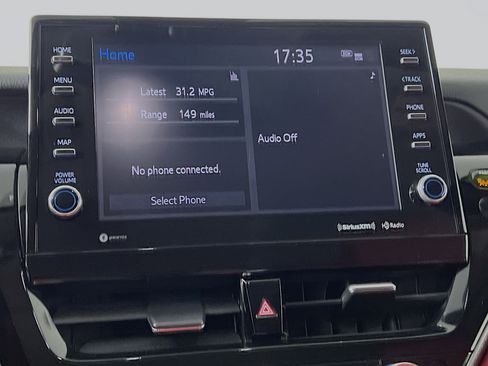 Home 17:35
HOME
MENU
AUDIO
MAP
POWER
VOLUME
Latest 31.2 MPG
Range 149 miles
No phone connected.
Select Phone
Audio Off
SEEK >
< TRACK
PHONE
APPS
TUNE
SCROLL
SiriusXM
HD Radio